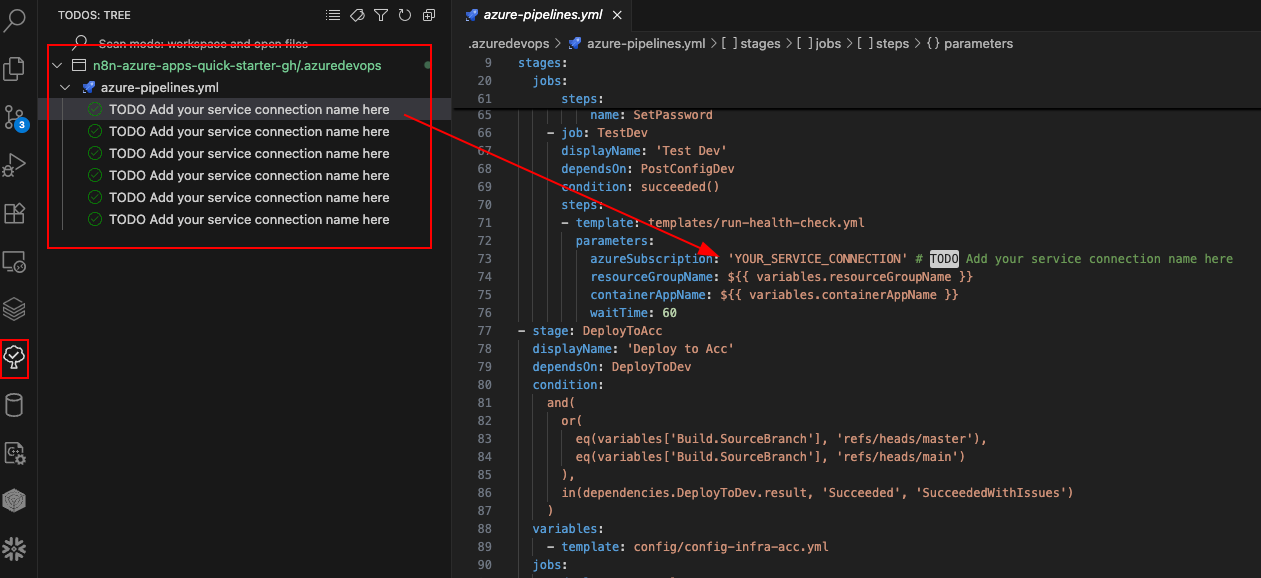 TODOS: TREE
Scan mode: workspace and open files
n8n-azure-apps-quick-starter-gh/.azuredevops
azure-pipelines.yml
TODO Add your service connection name here
TODO Add your service connection name here
TODO Add your service connection name here
TODO Add your service connection name here
TODO Add your service connection name here
TODO Add your service connection name here
3
azure-pipelines.yml
.azuredevops > azure-pipelines.yml > [ ] stages > [ ] jobs > [ ] steps > {} parameters
9 stages:
20 jobs:
61 steps:
65 name: SetPassword
66 - job: TestDev
67 displayName: 'Test Dev'
68 dependsOn: PostConfigDev
69 condition: succeeded()
70 steps:
71 - template: templates/run-health-check.yml
72 parameters:
73 azureSubscription: 'YOUR_SERVICE_CONNECTION' # TODO Add your service connection name here
74 resourceGroupName: ${{ variables.resourceGroupName }}
75 containerAppName: ${{ variables.containerAppName }}
76 waitTime: 60
77 - stage: DeployToAcc
78 displayName: 'Deploy to Acc'
79 dependsOn: DeployToDev
80 condition:
81 and(
82 or(
83 eq(variables['Build.SourceBranch'], 'refs/heads/master'),
84 eq(variables['Build.SourceBranch'], 'refs/heads/main')
85 ),
86 in(dependencies.DeployToDev.result, 'Succeeded', 'SucceededWithIssues')
87 )
88 variables:
89 - template: config/config-infra-acc.yml
90 jobs: